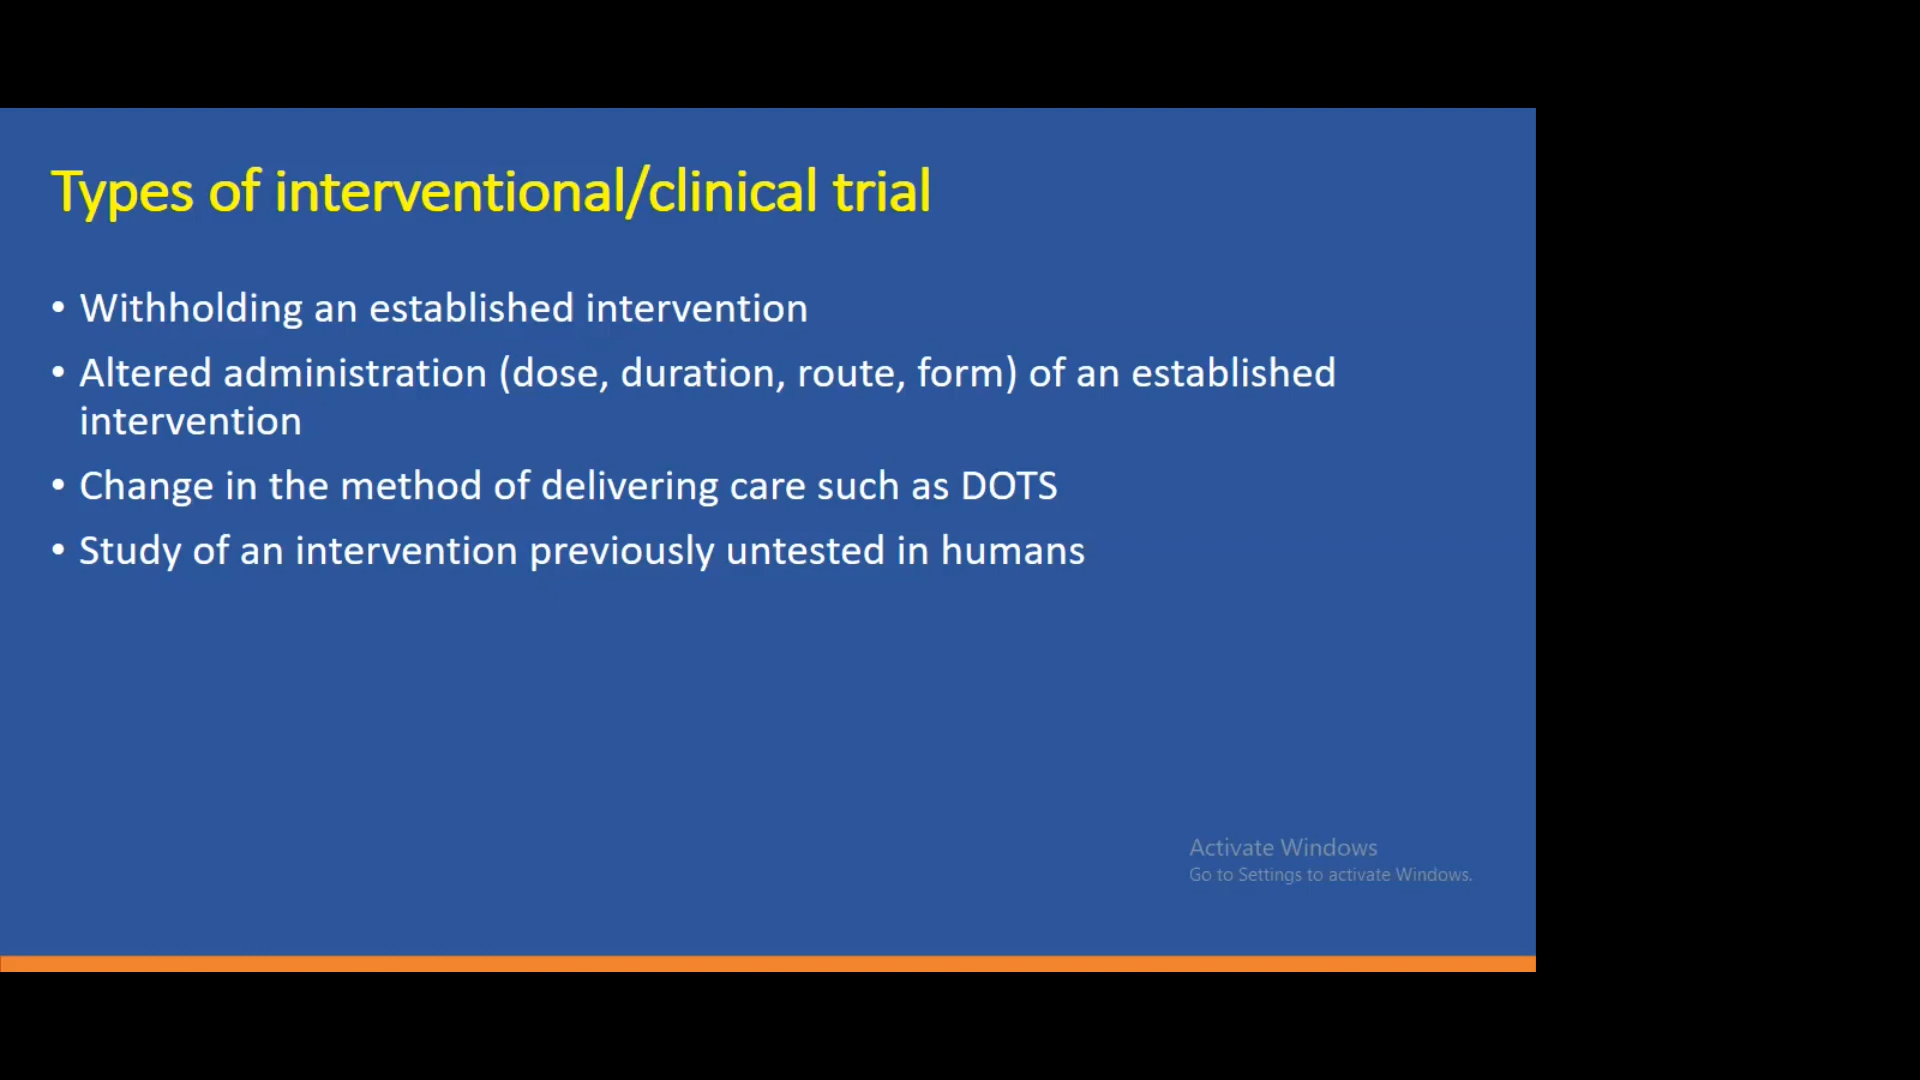 Types of interventional/clinical trial
• Withholding an established intervention
• Altered administration (dose, duration, route, form) of an established
intervention
• Change in the method of delivering care such as DOTS
• Study of an intervention previously untested in humans
Activate Windows
Go to Settings to activate Windows.